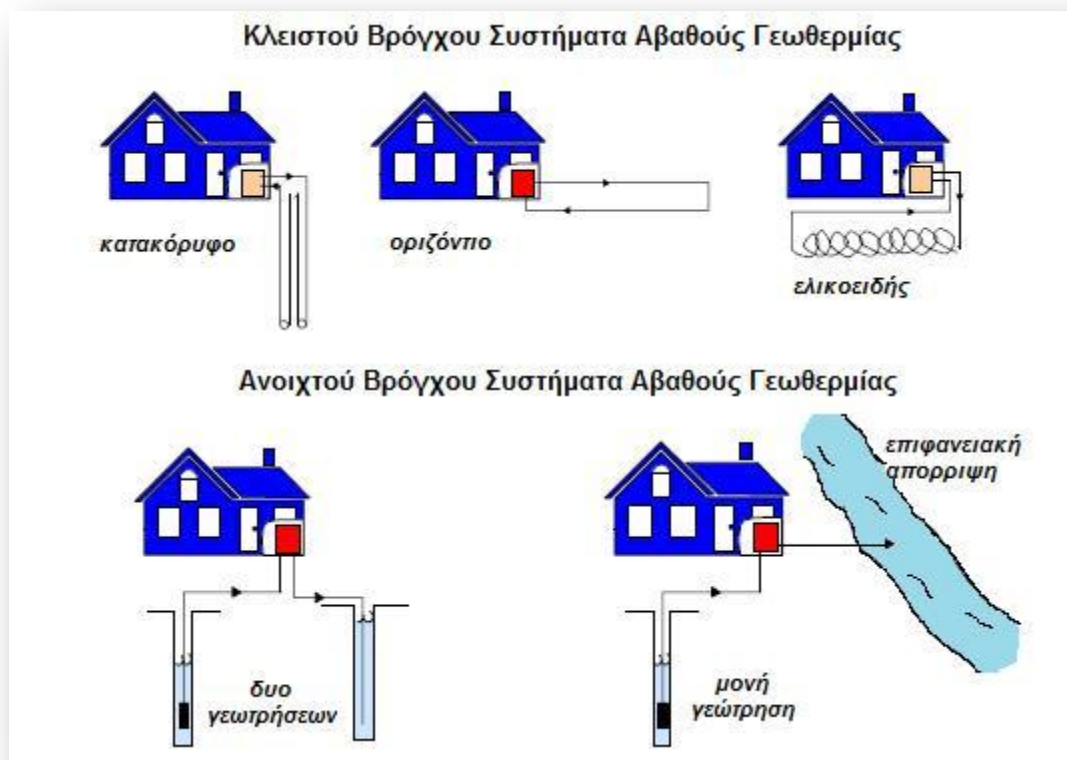 Κλειστού Βρόγχου Συστήματα Αβαθούς Γεωθερμίας
κατακόρυφο
οριζόντιο
ελικοειδής
Ανοιχτού Βρόγχου Συστήματα Αβαθούς Γεωθερμίας
επιφανειακή
απορριψη
δυο
γεωτρήσεων
μονή
γεώτρηση